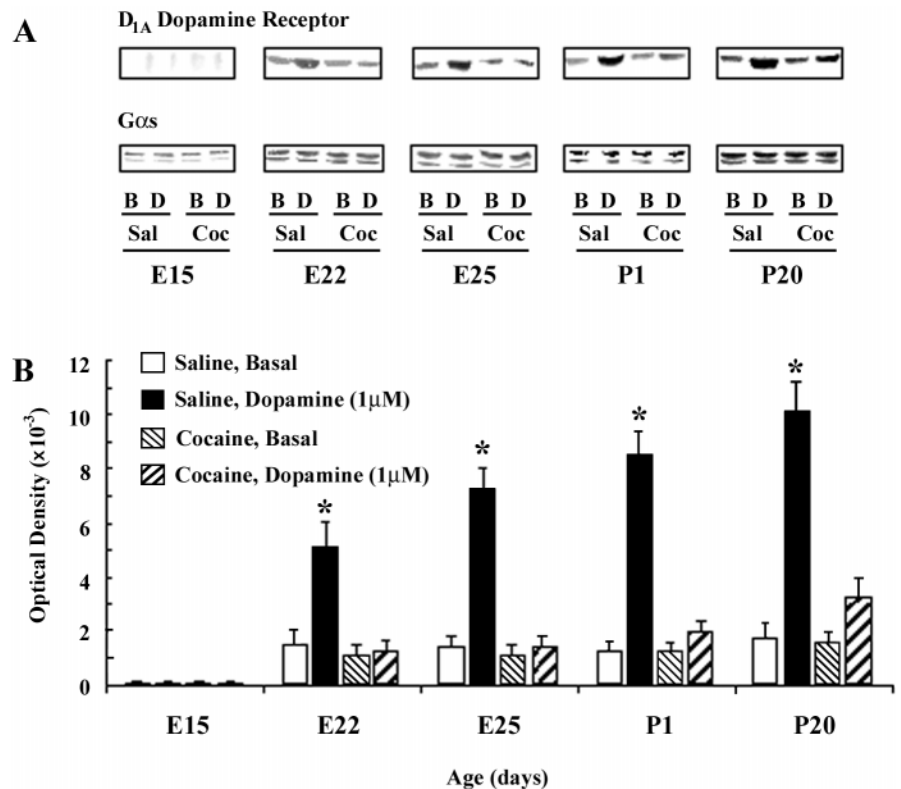 A
D1A Dopamine Receptor
Gαs
B D B D B D B D B D B D B D B D B D B D
Sal Coc Sal Coc Sal Coc Sal Coc Sal Coc
E15 E22 E25 P1 P20
B
Saline, Basal
Saline, Dopamine (1μM)
Cocaine, Basal
Cocaine, Dopamine (1μM)
Optical Density (×10-3)
12
10
8
6
4
2
0
* * * *
E15 E22 E25 P1 P20
Age (days)